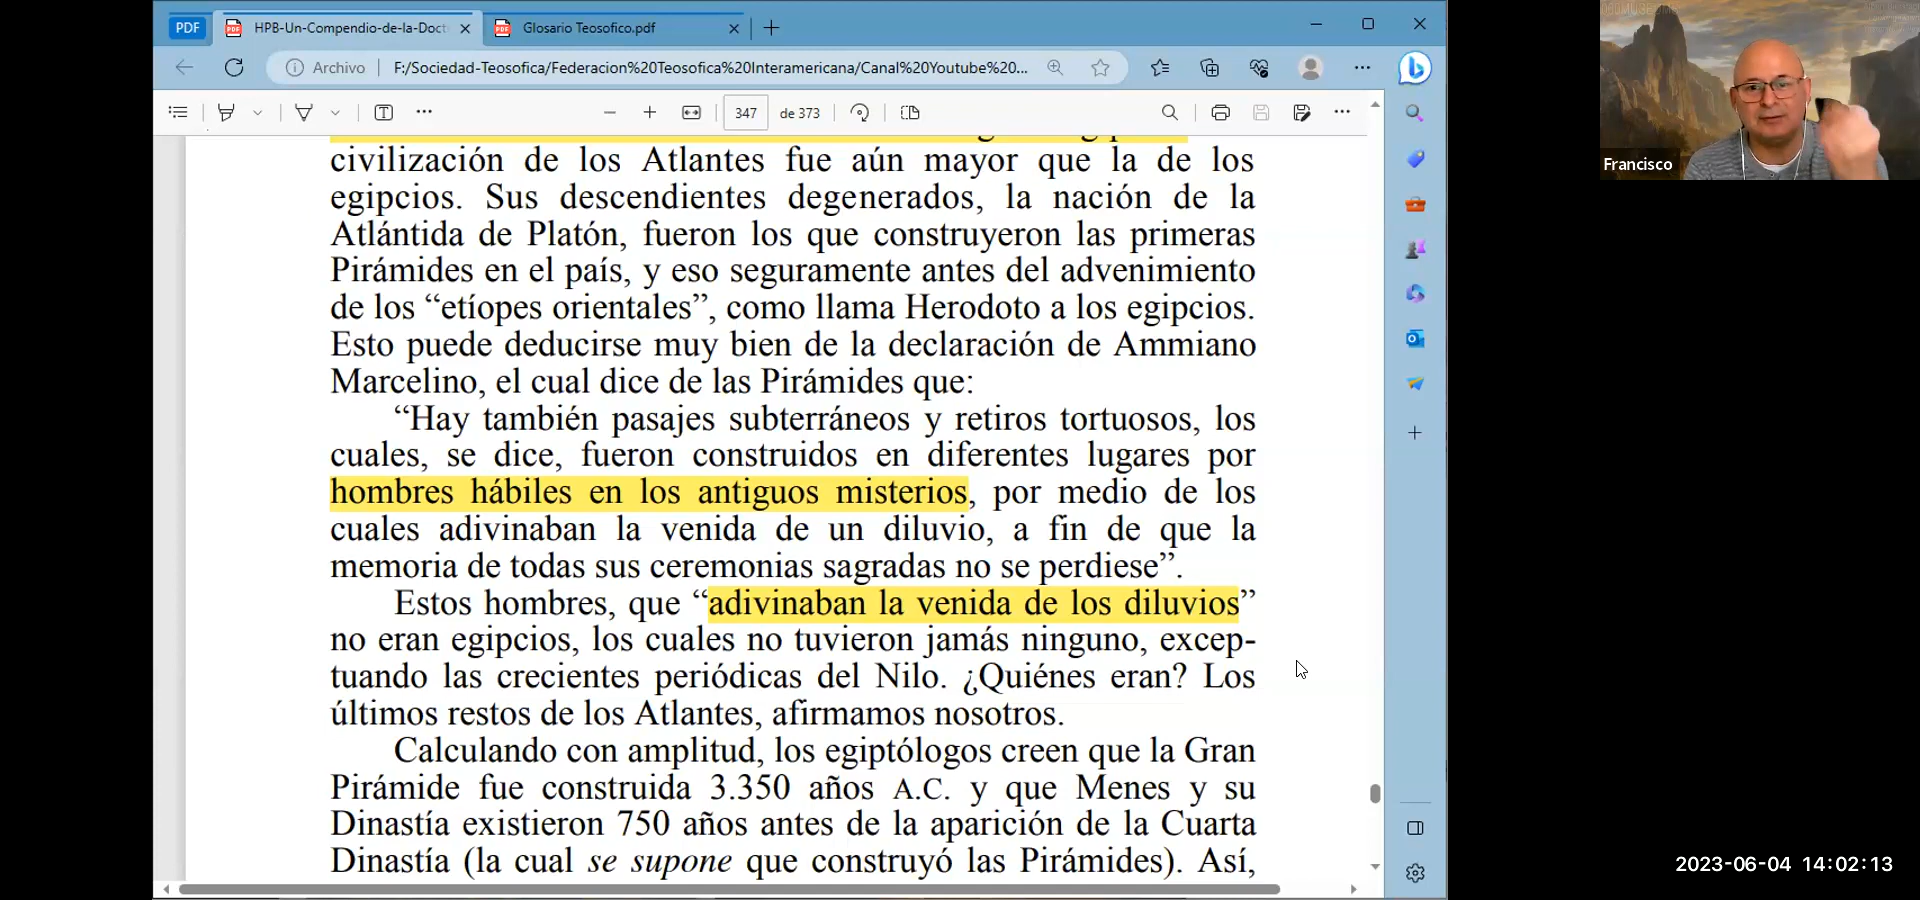 PDF
HPB-Un-Compendio-de-la-Doct
Glosario Teosofico.pdf
Archivo
F:/Sociedad-Teosofica/Federacion%20Teosofica%20Interamericana/Canal%20Youtube%20...
347 de 373
civilización de los Atlantes fue aún mayor que la de los
egipcios. Sus descendientes degenerados, la nación de la
Atlántida de Platón, fueron los que construyeron las primeras
Pirámides en el país, y eso seguramente antes del advenimiento
de los “etíopes orientales”, como llama Herodoto a los egipcios.
Esto puede deducirse muy bien de la declaración de Ammiano
Marcelino, el cual dice de las Pirámides que:
“Hay también pasajes subterráneos y retiros tortuosos, los
cuales, se dice, fueron construidos en diferentes lugares por
hombres hábiles en los antiguos misterios, por medio de los
cuales adivinaban la venida de un diluvio, a fin de que la
memoria de todas sus ceremonias sagradas no se perdiese”.
Estos hombres, que “adivinaban la venida de los diluvios”
no eran egipcios, los cuales no tuvieron jamás ninguno, excep-
tuando las crecientes periódicas del Nilo. ¿Quiénes eran? Los
últimos restos de los Atlantes, afirmamos nosotros.
Calculando con amplitud, los egiptólogos creen que la Gran
Pirámide fue construida 3.350 años A.C. y que Menes y su
Dinastía existieron 750 años antes de la aparición de la Cuarta
Dinastía (la cual se supone que construyó las Pirámides). Así,
Francisco
2023-06-04 14:02:13